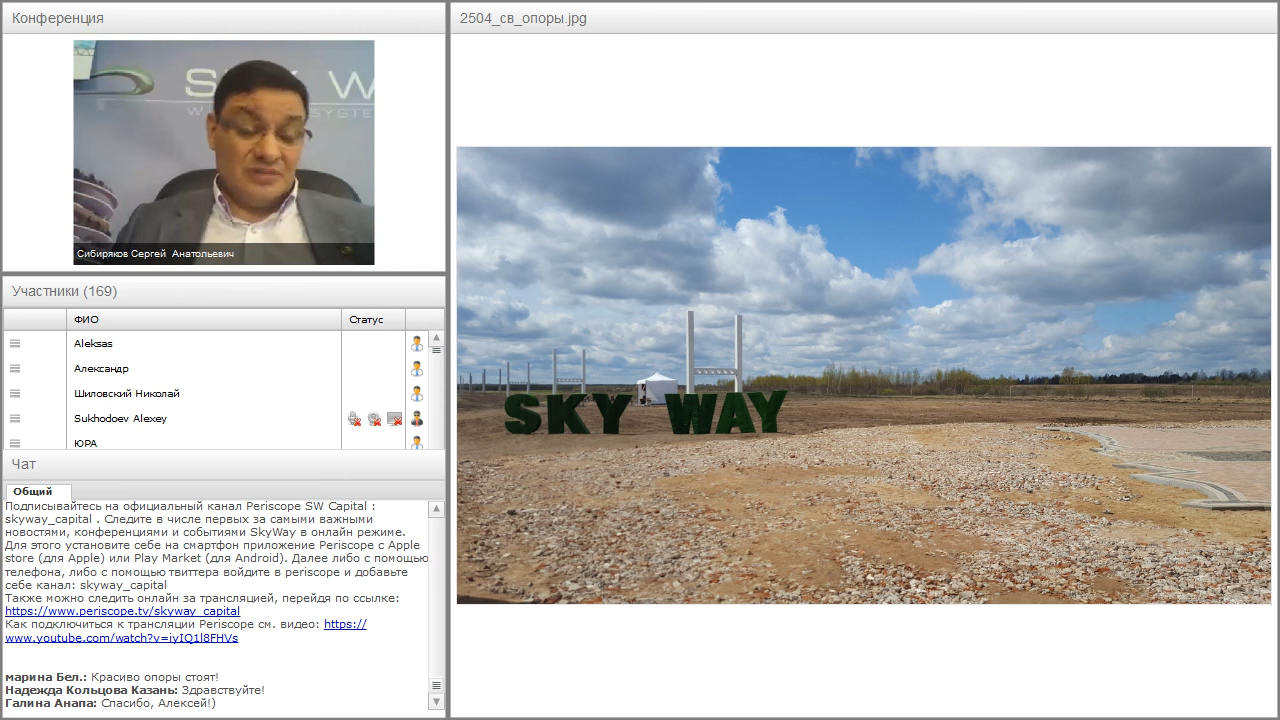 Конференция
SKY W
Сибиряков Сергей Анатольевич
Участники (169)
ФИО
Статус
Aleksas
Александр
Шиловский Николай
Sukhodoev Alexey
ЮРА
Чат
Общий
Подписывайтесь на официальный канал Periscope SW Capital :
skyway_capital . Следите в числе первых за самыми важными
новостями, конференциями и событиями SkyWay в онлайн режиме.
Для этого установите себе на смартфон приложение Periscope с Apple
store (для Apple) или Play Market (для Android). Далее либо с помощью
телефона, либо с помощью твиттера войдите в periscope и добавьте
себе канал: skyway_capital
Также можно следить онлайн за трансляцией, перейдя по ссылке:
https://www.periscope.tv/skyway_capital
Как подключиться к трансляции Periscope см. видео: https://
www.youtube.com/watch?v=iyIQ1l8FHVs
марина Бел.: Красиво опоры стоят!
Надежда Кольцова Казань: Здравствуйте!
Галина Анапа: Спасибо, Алексей!)
2504_св_опоры.jpg
SKY WAY